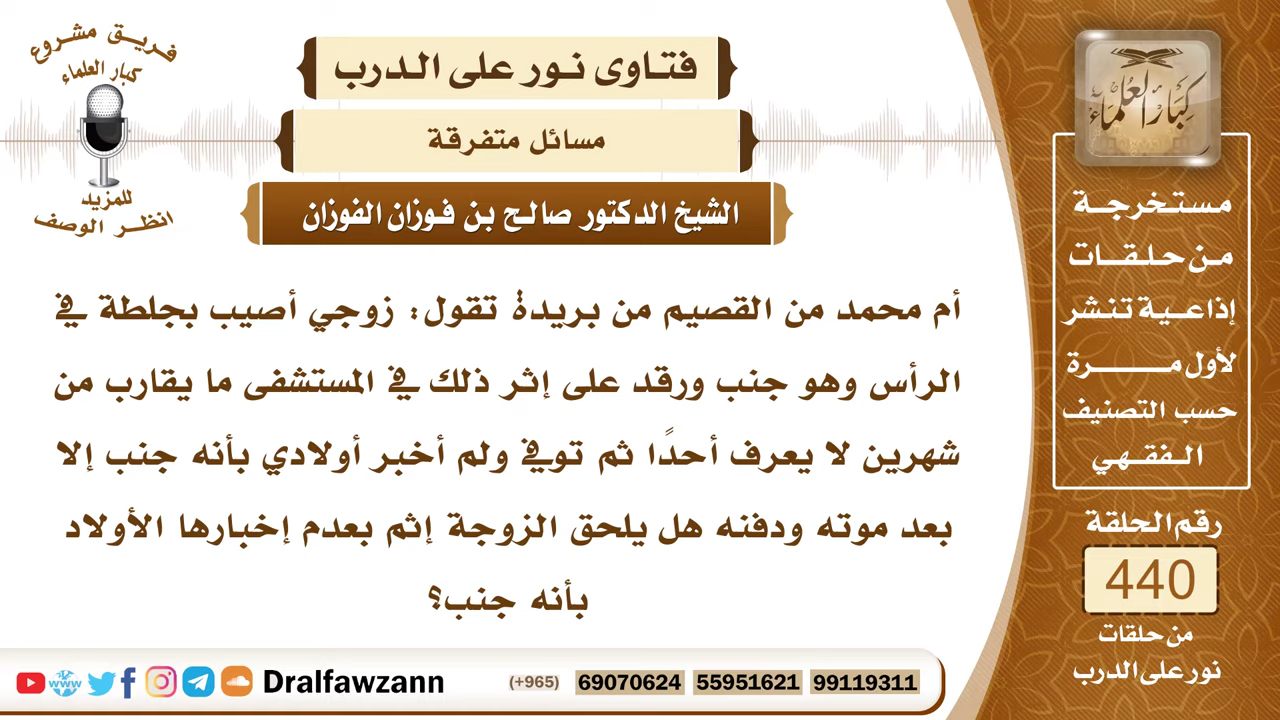 فريق مشروع
كبار العلماء
للمزيد
انظر الوصف
فتاوى نور على الدرب
مسائل متفرقة
الشيخ الدكتور صالح بن فوزان الفوزان
أم محمد من القصيم من بريدة تقول: زوجي أصيب بجلطة في
الرأس وهو جنب ورقد على إثر ذلك في المستشفى ما يقارب من
شهرين لا يعرف أحدًا ثم توفي ولم أخبر أولادي بأنه جنب إلا
بعد موته ودفنه هل يلحق الزوجة إثم بعدم إخبارها الأولاد
بأنه جنب؟
كبار العلماء
مستخرجة
من حلقات
إذاعية تنشر
لأول مرة
حسب التصنيف
الفقهي
رقم الحلقة
440
من حلقات
نور على الدرب
www
Dralfawzann
(+965) 69070624 55951621 99119311